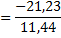 = −21,23 / 11,44